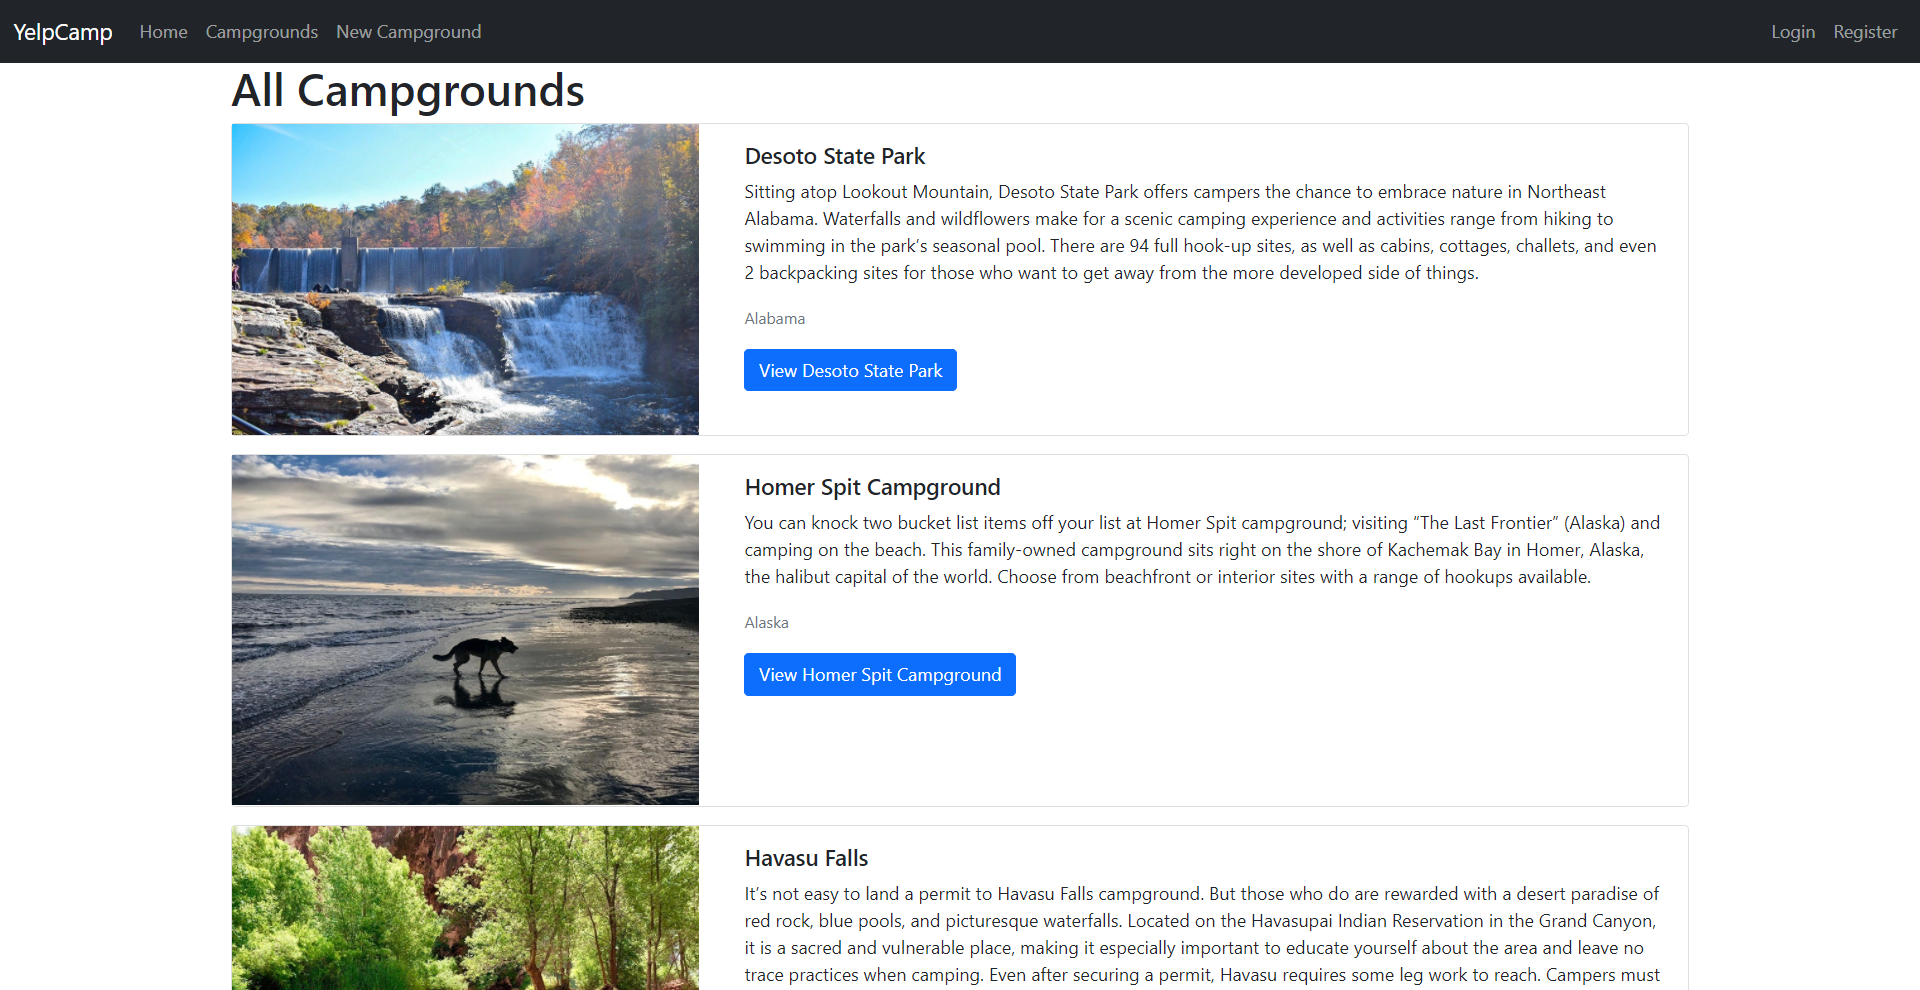 YelpCamp Home Campgrounds New Campground Login Register
All Campgrounds
Desoto State Park
Sitting atop Lookout Mountain, Desoto State Park offers campers the chance to embrace nature in Northeast
Alabama. Waterfalls and wildflowers make for a scenic camping experience and activities range from hiking to
swimming in the park’s seasonal pool. There are 94 full hook-up sites, as well as cabins, cottages, challets, and even
2 backpacking sites for those who want to get away from the more developed side of things.
Alabama
View Desoto State Park
Homer Spit Campground
You can knock two bucket list items off your list at Homer Spit campground; visiting “The Last Frontier” (Alaska) and
camping on the beach. This family-owned campground sits right on the shore of Kachemak Bay in Homer, Alaska,
the halibut capital of the world. Choose from beachfront or interior sites with a range of hookups available.
Alaska
View Homer Spit Campground
Havasu Falls
It’s not easy to land a permit to Havasu Falls campground. But those who do are rewarded with a desert paradise of
red rock, blue pools, and picturesque waterfalls. Located on the Havasupai Indian Reservation in the Grand Canyon,
it is a sacred and vulnerable place, making it especially important to educate yourself about the area and leave no
trace practices when camping. Even after securing a permit, Havasu requires some leg work to reach. Campers must